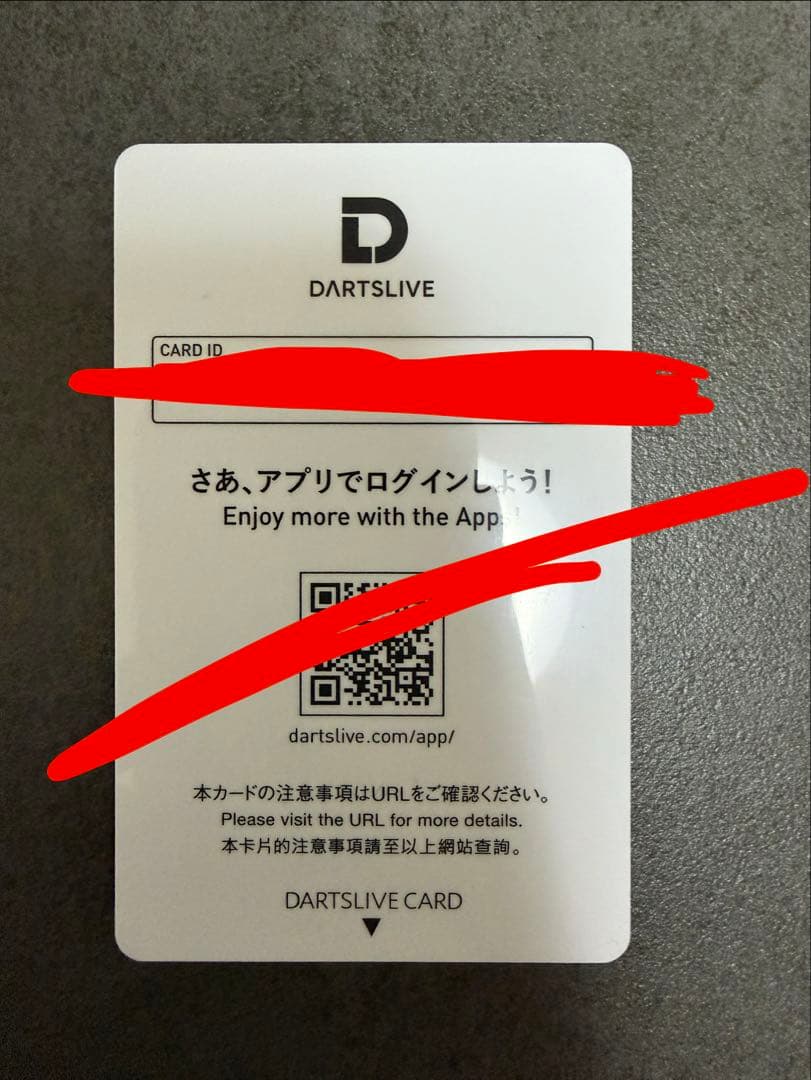 DARTSLIVE
CARD ID
さあ、アプリでログインしよう！
Enjoy more with the App!
dartslive.com/app/
本カードの注意事項はURLをご確認ください。
Please visit the URL for more details.
本卡片的注意事項請至以上網站查詢。
DARTSLIVE CARD